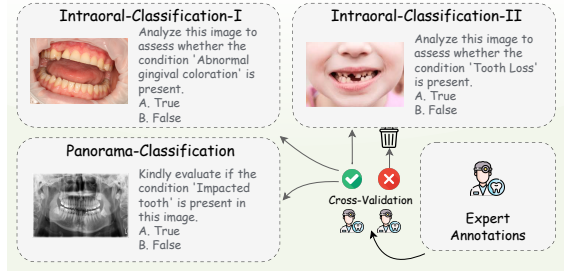 Intraoral-Classification-I
Analyze this image to
assess whether the
condition 'Abnormal
gingival coloration' is
present.
A. True
B. False
Intraoral-Classification-II
Analyze this image to
assess whether the
condition 'Tooth Loss'
is present.
A. True
B. False
Panorama-Classification
Kindly evaluate if the
condition 'Impacted
tooth' is present in
this image.
A. True
B. False
Cross-Validation
Expert
Annotations